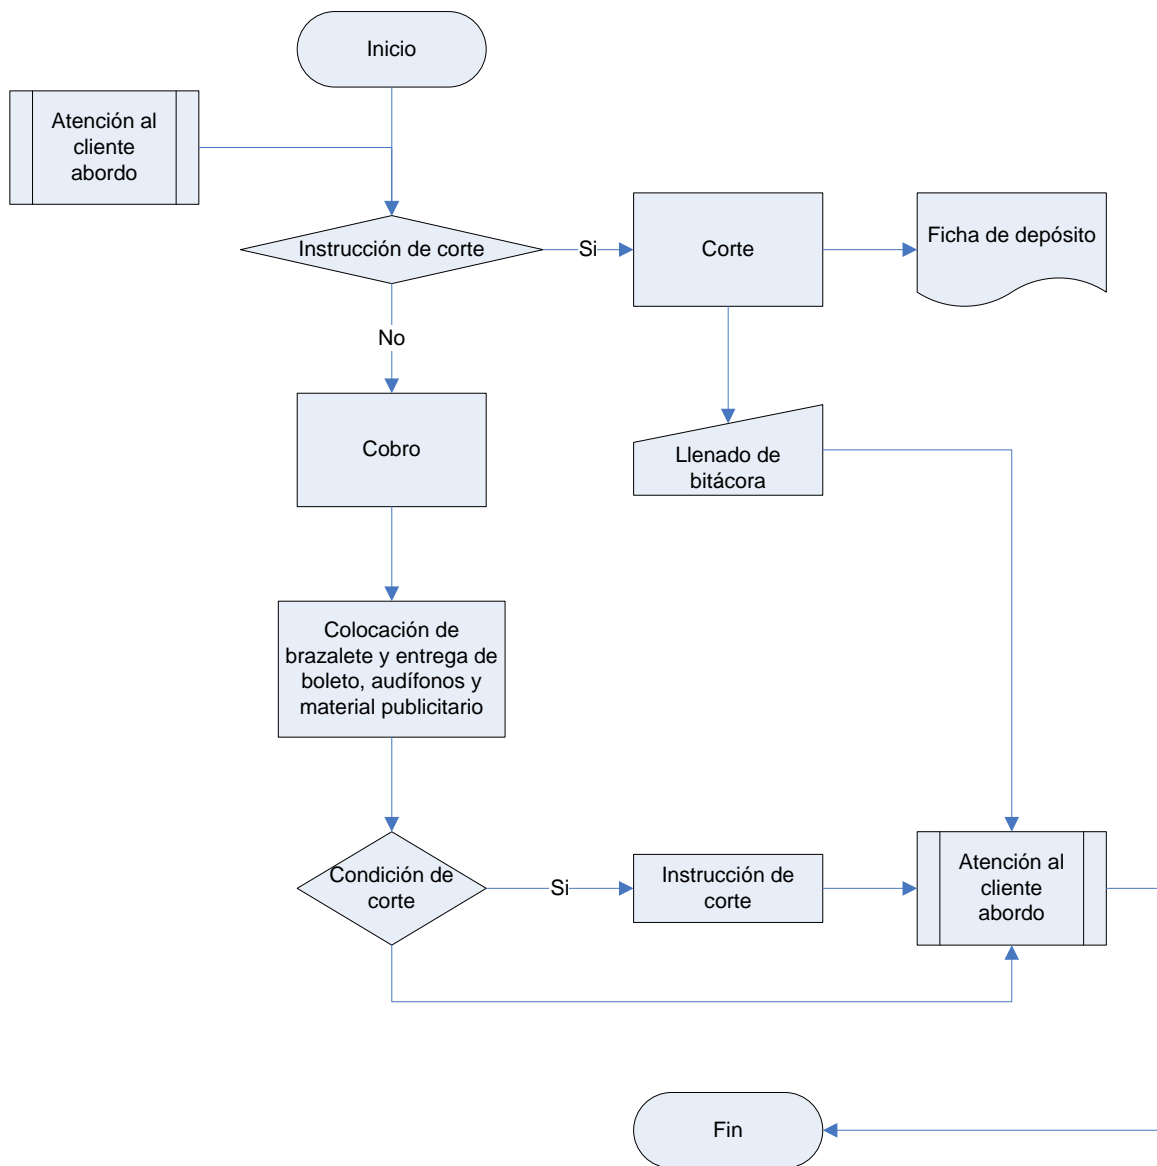 Inicio
Atención al
cliente
abordo
Instrucción de corte
Si
Corte
Ficha de depósito
No
Cobro
Llenado de
bitácora
Colocación de
brazalete y entrega de
boleto, audífonos y
material publicitario
Condición de
corte
Si
Instrucción de
corte
Atención al
cliente
abordo
Fin